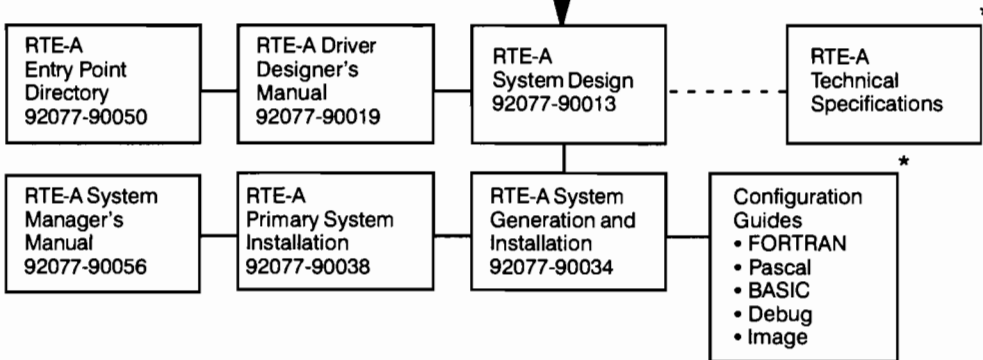 RTE-A
Entry Point
Directory
92077-90050
RTE-A Driver
Designer's
Manual
92077-90019
RTE-A
System Design
92077-90013
*
RTE-A
Technical
Specifications
RTE-A System
Manager's
Manual
92077-90056
RTE-A
Primary System
Installation
92077-90038
RTE-A System
Generation and
Installation
92077-90034
*
Configuration
Guides
• FORTRAN
• Pascal
• BASIC
• Debug
• Image